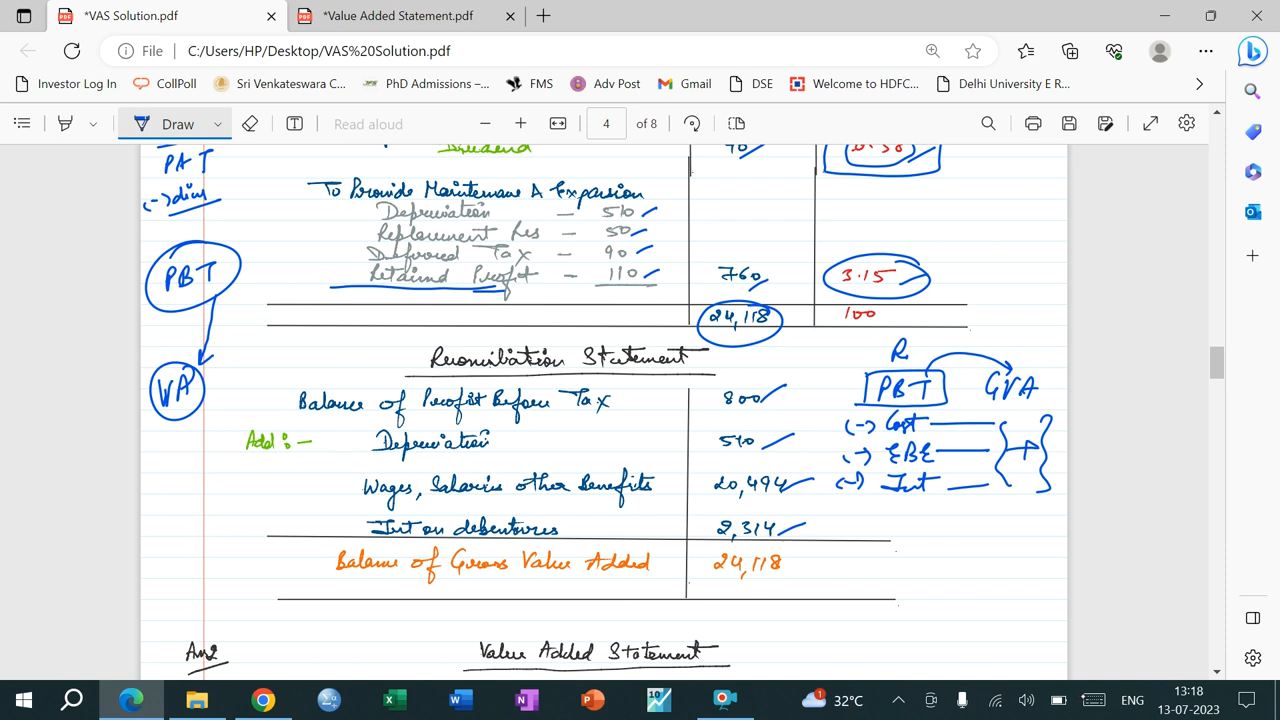 *VAS Solution.pdf
*Value Added Statement.pdf
File
C:/Users/HP/Desktop/VAS%20Solution.pdf
Investor Log In
CollPoll
Sri Venkateswara C...
PhD Admissions –...
FMS
Adv Post
Gmail
DSE
Welcome to HDFC...
Delhi University E R...
Draw
Read aloud
4
of 8
Dividend
PAT
(-) div
To Provide Maintenance & Expansion
Depreciation - 510
Replacement Res - 50
Deferred Tax - 90
Retained Profit - 110 760 3.15
24,118 100
PBT
VA
Reconciliation Statement
Balance of Profit Before Tax 800
Add:- Depreciation 510
Wages, Salaries other Benefits 20,494
Int on debentures 2,314
Balance of Gross Value Added 24,118
R
PBT GVA
(-) Cost
(-) EBE
(-) Int
Ans2
Value Added Statement
1
32°C
ENG
13:18
13-07-2023